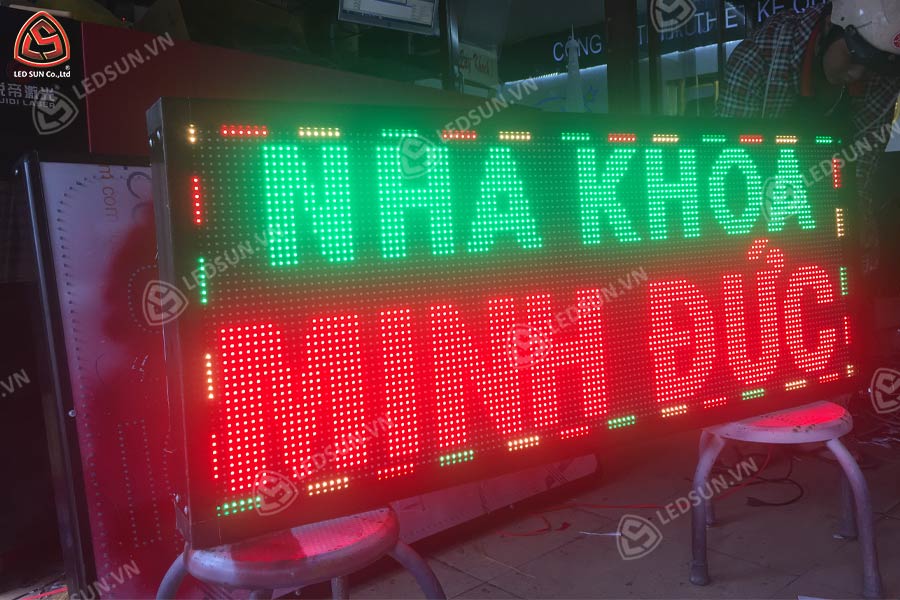 LED SUN Co.,Ltd
NHA KHOA
MINH ĐỨC
LEDSUN.VN